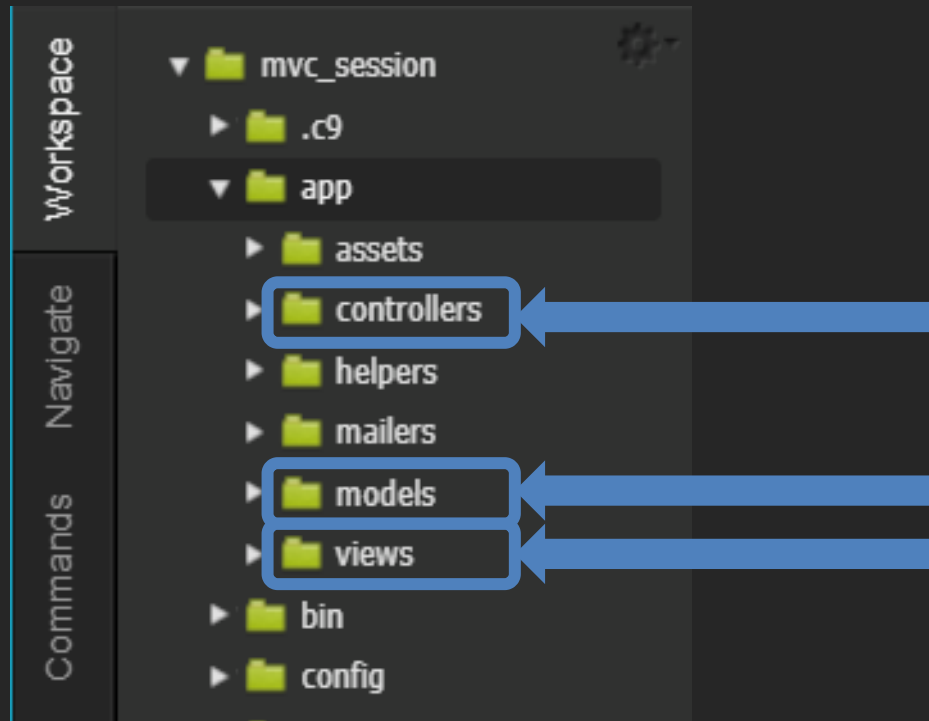 Workspace
Navigate
Commands
mvc_session
.c9
app
assets
controllers
helpers
mailers
models
views
bin
config